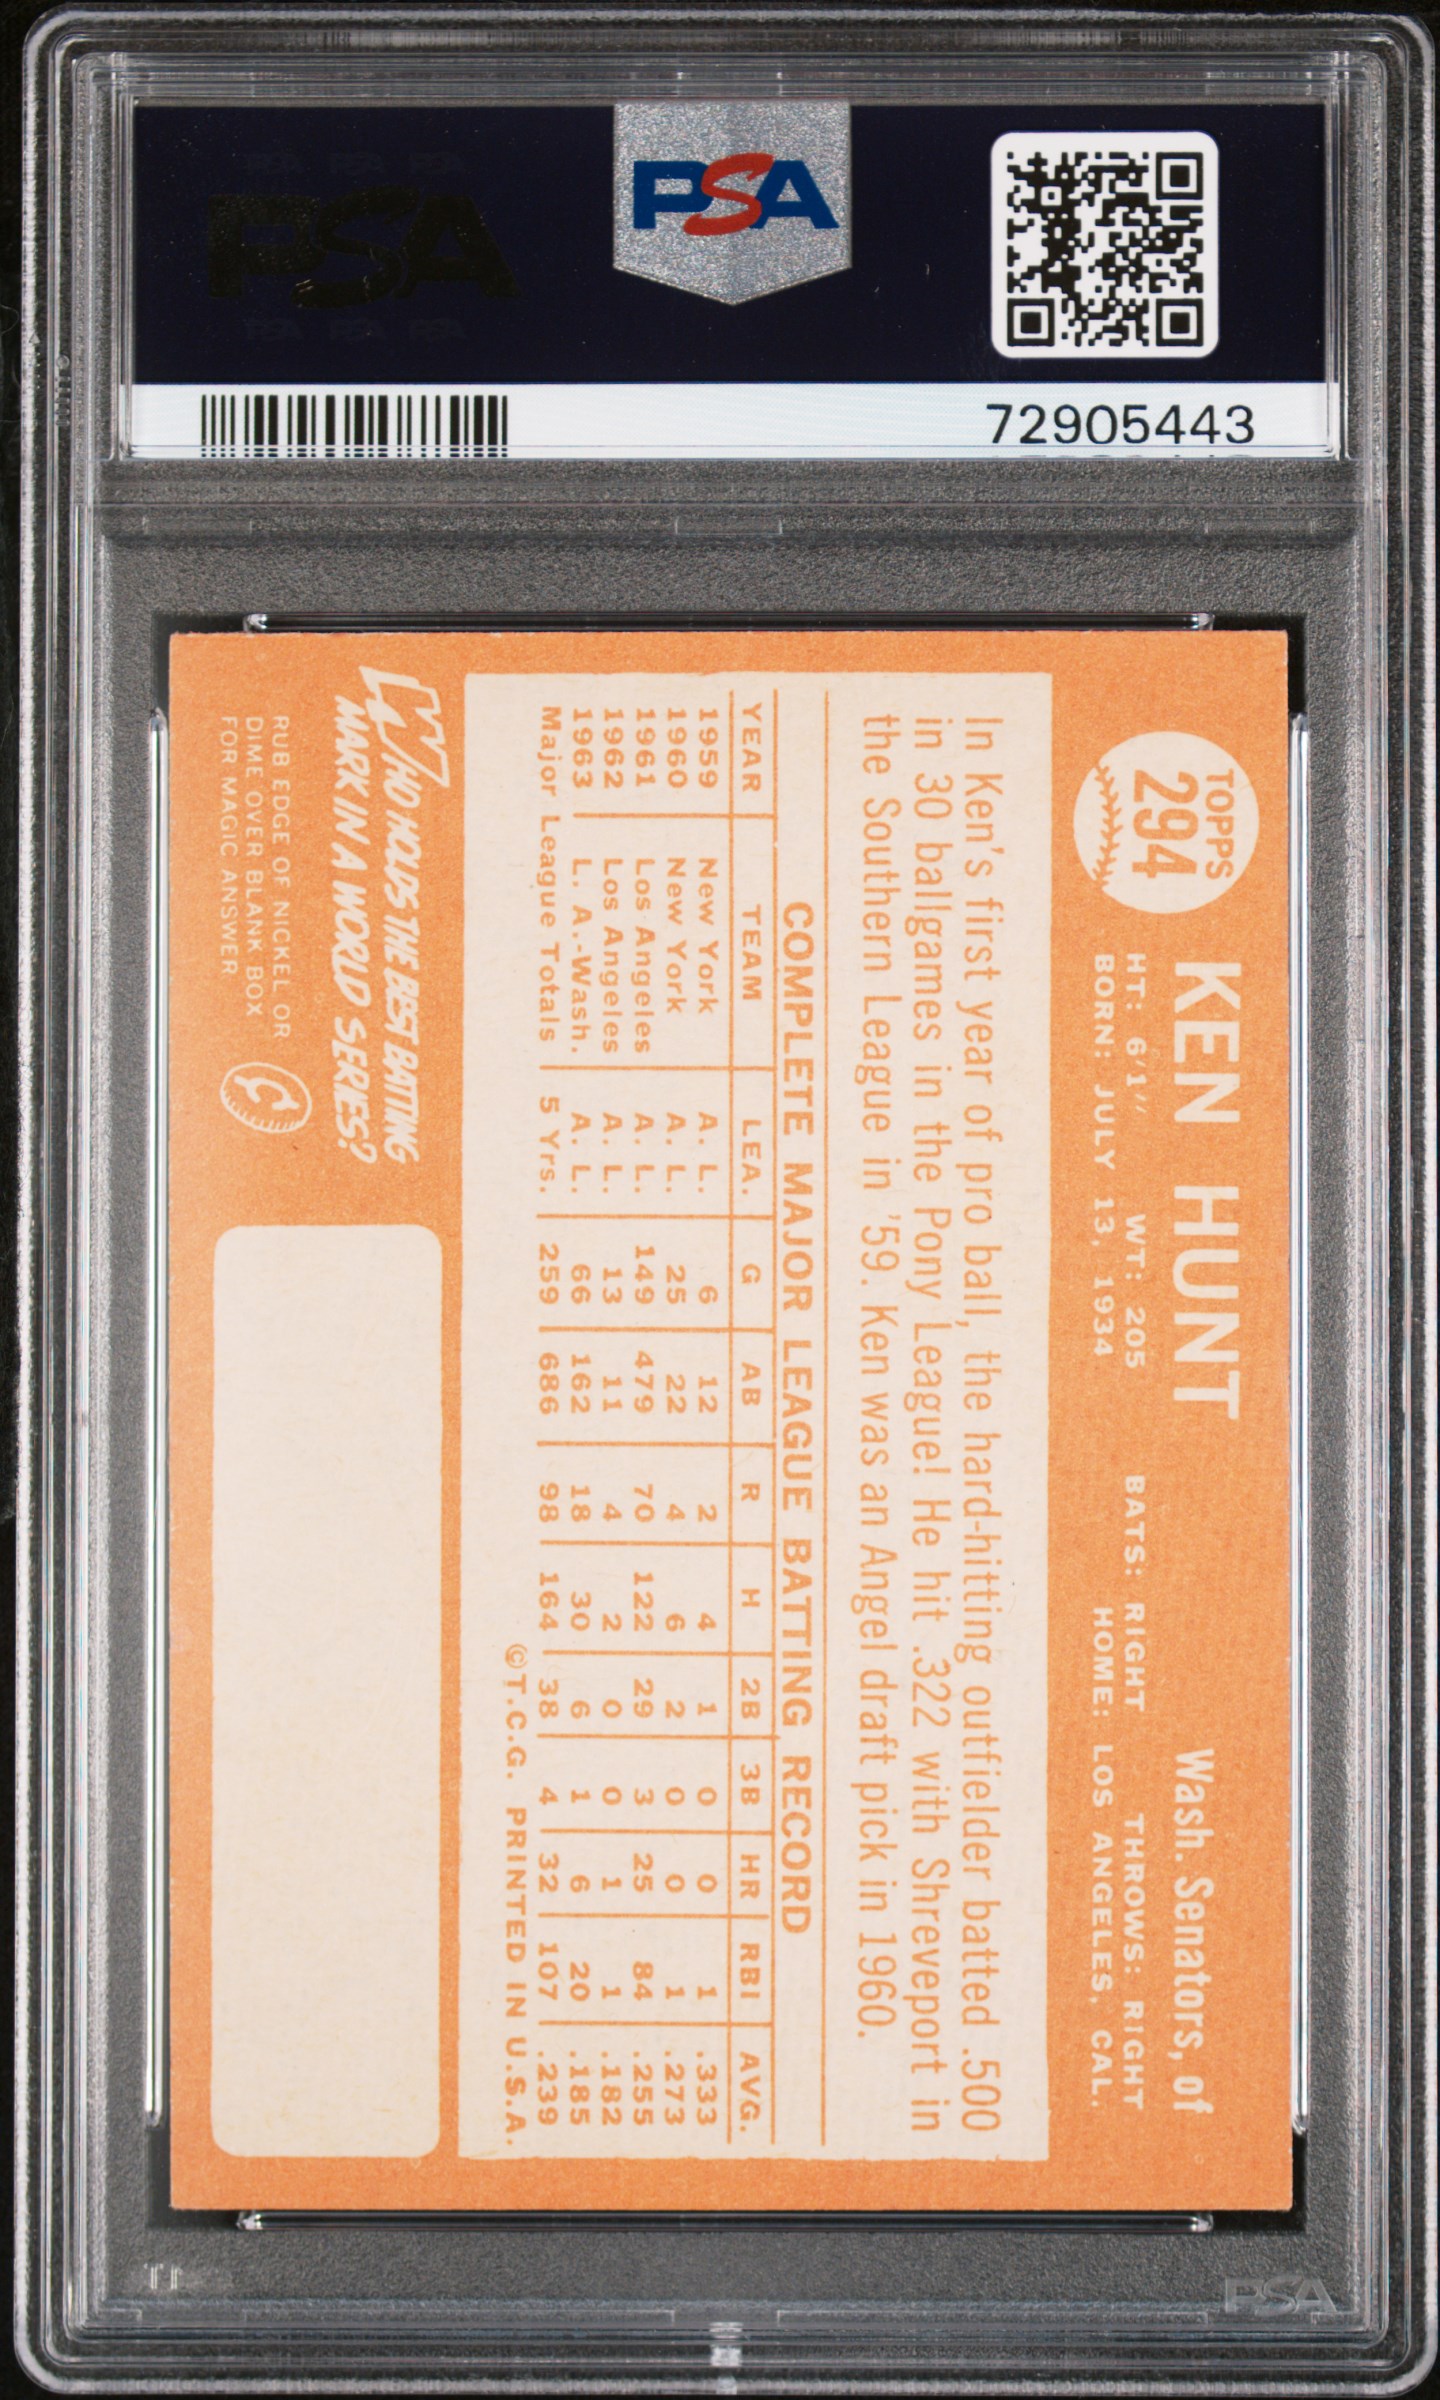 PSA
PSA
72905443
TOPPS
294
KEN HUNT
Wash. Senators, of
HT: 6'1" WT: 205 BATS: RIGHT THROWS: RIGHT
BORN: JULY 13, 1934 HOME: LOS ANGELES, CAL.
In Ken's first year of pro ball, the hard-hitting outfielder batted .500
in 30 ballgames in the Pony League! He hit .322 with Shreveport in
the Southern League in '59. Ken was an Angel draft pick in 1960.
COMPLETE MAJOR LEAGUE BATTING RECORD
YEAR TEAM LEA. G AB R H 2B 3B HR RBI AVG.
1959 New York A. L. 6 12 2 4 1 0 0 1 .333
1960 New York A. L. 25 22 4 6 2 0 0 1 .273
1961 Los Angeles A. L. 149 479 70 122 29 3 25 84 .255
1962 Los Angeles A. L. 13 11 4 2 0 0 1 1 .182
1963 L. A.-Wash. A. L. 66 162 18 30 6 1 6 20 .185
Major League Totals 5 Yrs. 259 686 98 164 38 4 32 107 .239
©T.C.G. PRINTED IN U.S.A.
WHO HOLDS THE BEST BATTING
MARK IN A WORLD SERIES?
RUB EDGE OF NICKEL OR
DIME OVER BLANK BOX
FOR MAGIC ANSWER
C
PSA